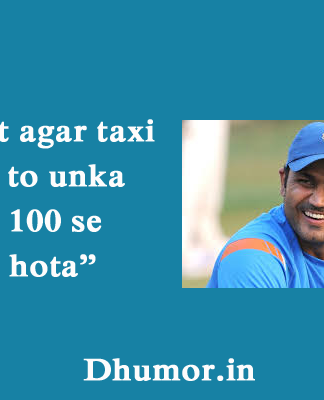 t agar taxi
to unka
100 se
hota”
Dhumor.in